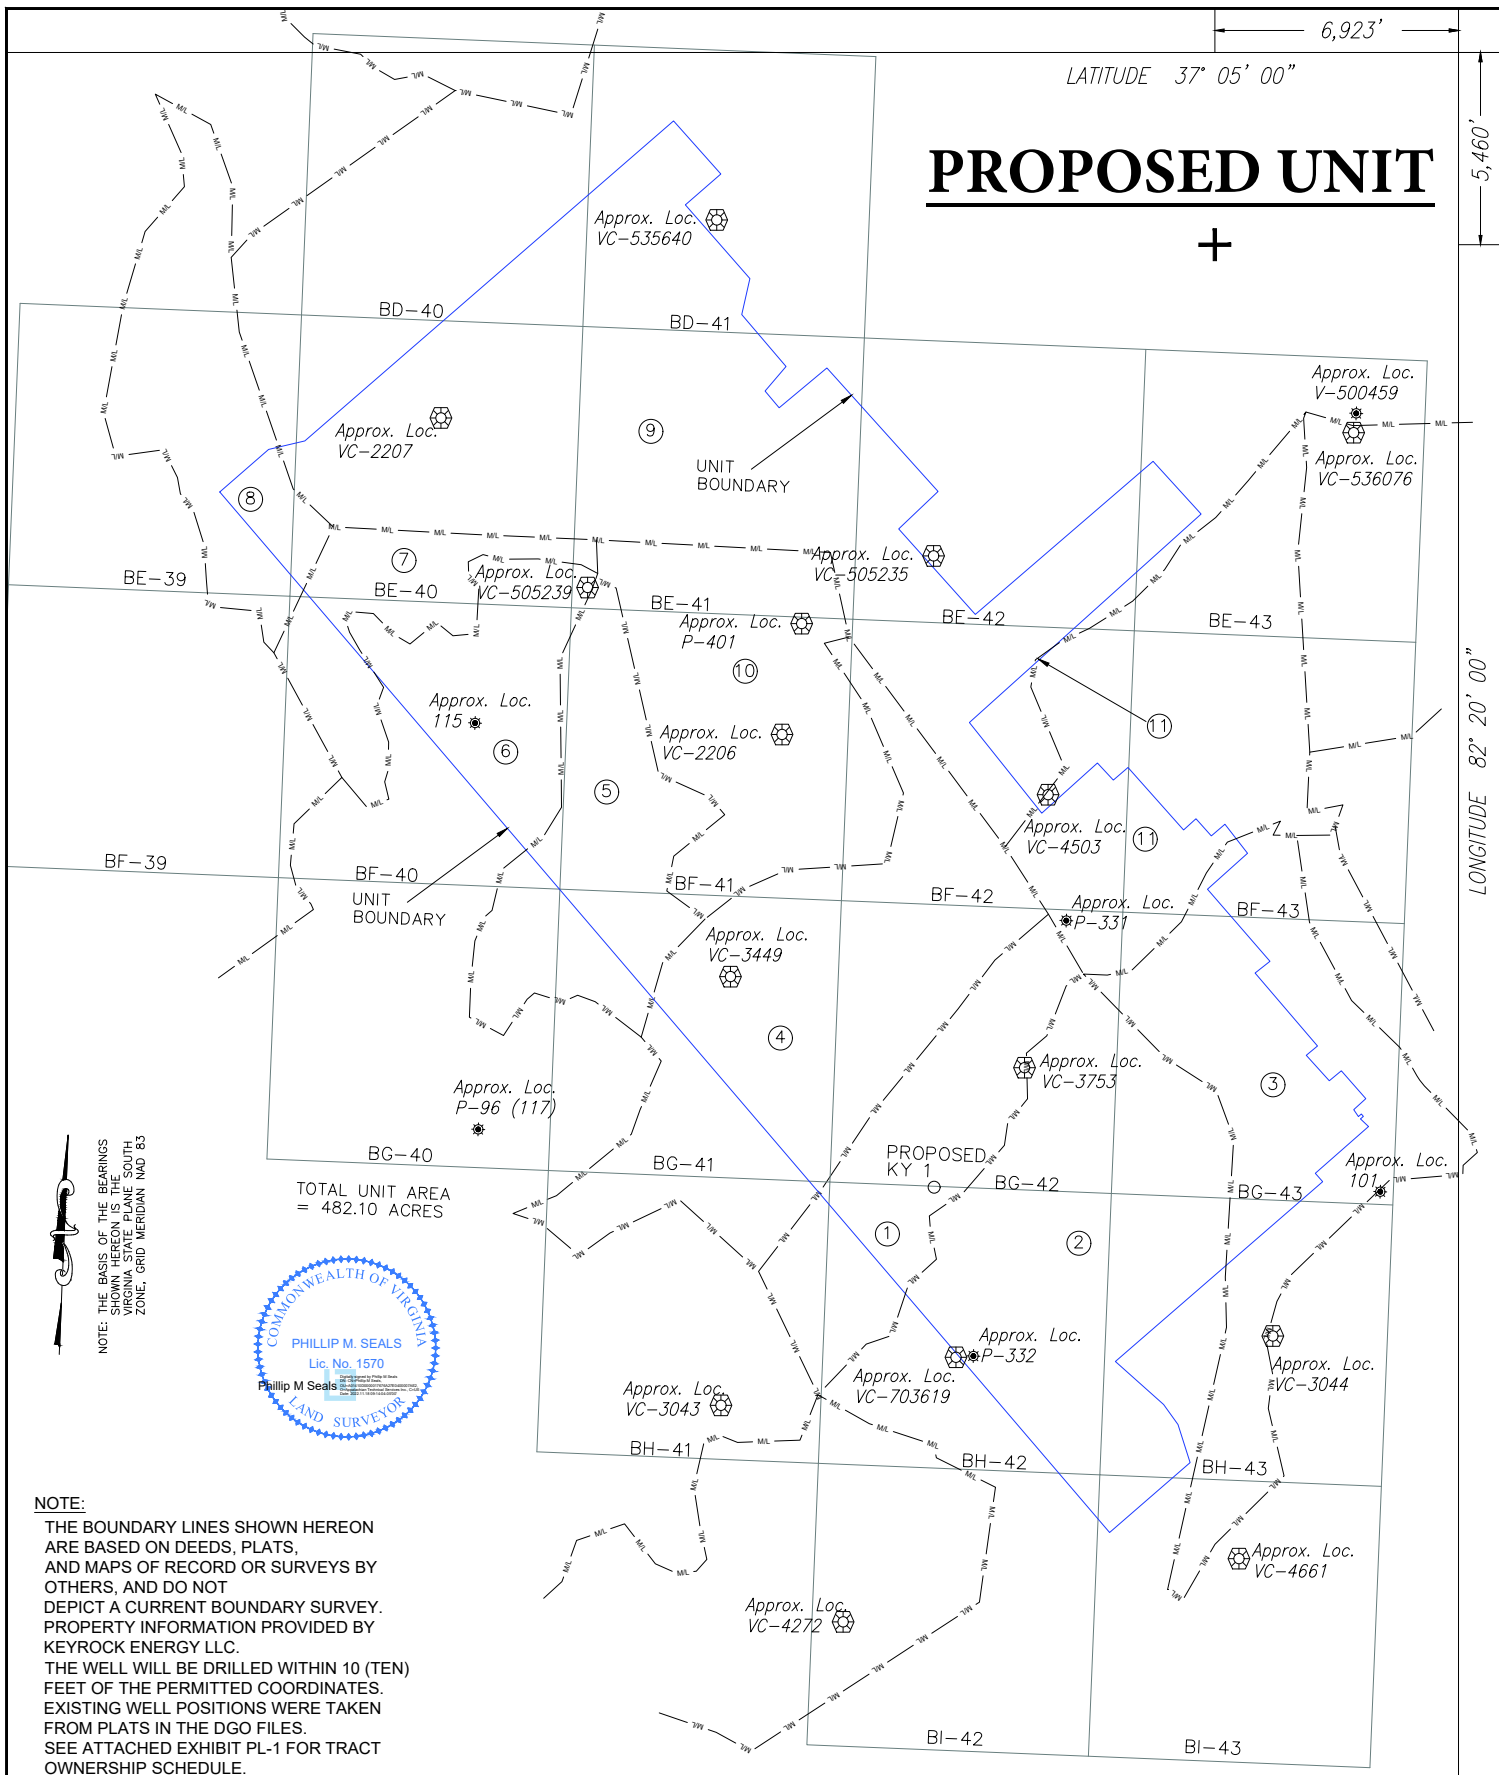 6,923'
LATITUDE 37° 05' 00"
5,460'
PROPOSED UNIT
Approx. Loc.
VC-535640
BD-40
BD-41
Approx. Loc.
V-500459
Approx. Loc.
VC-2207
9
UNIT
BOUNDARY
Approx. Loc.
VC-536076
8
7
Approx. Loc.
VC-505235
BE-39
BE-40
Approx. Loc.
VC-505239
BE-41
BE-42
BE-43
Approx. Loc.
P-401
10
LONGITUDE 82° 20' 00"
Approx. Loc.
115
6
Approx. Loc.
VC-2206
11
5
Approx. Loc.
VC-4503
11
BF-39
BF-40
BF-41
BF-42
BF-43
UNIT
BOUNDARY
Approx. Loc.
P-331
Approx. Loc.
VC-3449
4
Approx. Loc.
VC-3753
3
Approx. Loc.
P-96 (117)
BG-40
BG-41
PROPOSED
KY 1
BG-42
BG-43
Approx. Loc.
101
NOTE: THE BASIS OF THE BEARINGS
SHOWN HEREON IS THE
VIRGINIA STATE PLANE SOUTH
ZONE, GRID MERIDIAN NAD 83
TOTAL UNIT AREA
= 482.10 ACRES
1
2
COMMONWEALTH OF VIRGINIA
PHILLIP M. SEALS
Lic. No. 1570
Phillip M Seals
LAND SURVEYOR
Approx. Loc.
P-332
Approx. Loc.
VC-703619
Approx. Loc.
VC-3044
Approx. Loc.
VC-3043
BH-41
BH-42
BH-43
Approx. Loc.
VC-4661
Approx. Loc.
VC-4272
BI-42
BI-43
NOTE:
THE BOUNDARY LINES SHOWN HEREON
ARE BASED ON DEEDS, PLATS,
AND MAPS OF RECORD OR SURVEYS BY
OTHERS, AND DO NOT
DEPICT A CURRENT BOUNDARY SURVEY.
PROPERTY INFORMATION PROVIDED BY
KEYROCK ENERGY LLC.
THE WELL WILL BE DRILLED WITHIN 10 (TEN)
FEET OF THE PERMITTED COORDINATES.
EXISTING WELL POSITIONS WERE TAKEN
FROM PLATS IN THE DGO FILES.
SEE ATTACHED EXHIBIT PL-1 FOR TRACT
OWNERSHIP SCHEDULE.